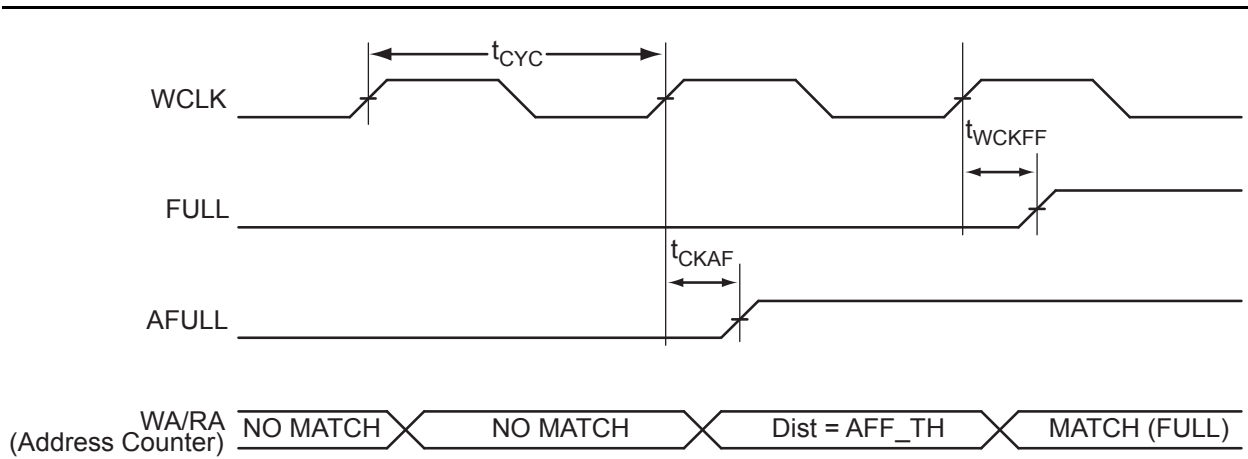 tCYC
WCLK
tWCKFF
FULL
tCKAF
AFULL
WA/RA
(Address Counter)
NO MATCH
NO MATCH
Dist = AFF_TH
MATCH (FULL)